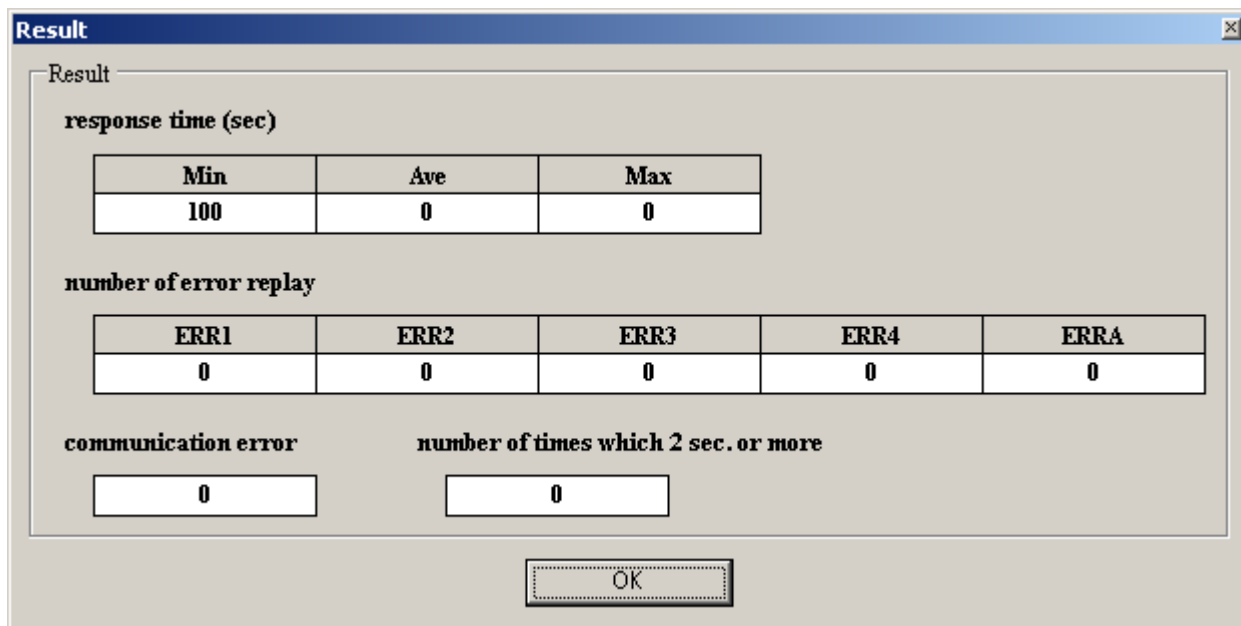 Result
Result
response time (sec)
Min Ave Max
100 0 0
number of error replay
ERR1 ERR2 ERR3 ERR4 ERRA
0 0 0 0 0
communication error number of times which 2 sec. or more
0 0
OK